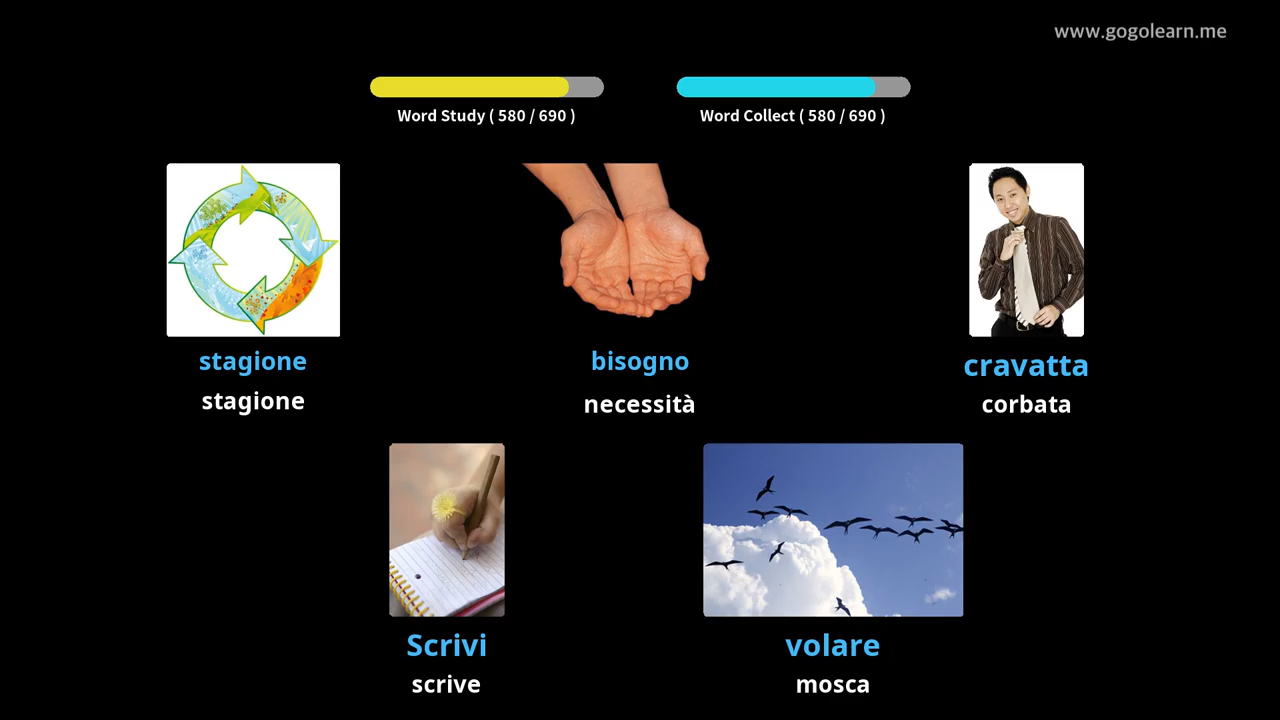 www.gogolearn.me
Word Study ( 580 / 690 )
Word Collect ( 580 / 690 )
stagione
stagione
bisogno
necessità
cravatta
corbata
Scrivi
scrive
volare
mosca